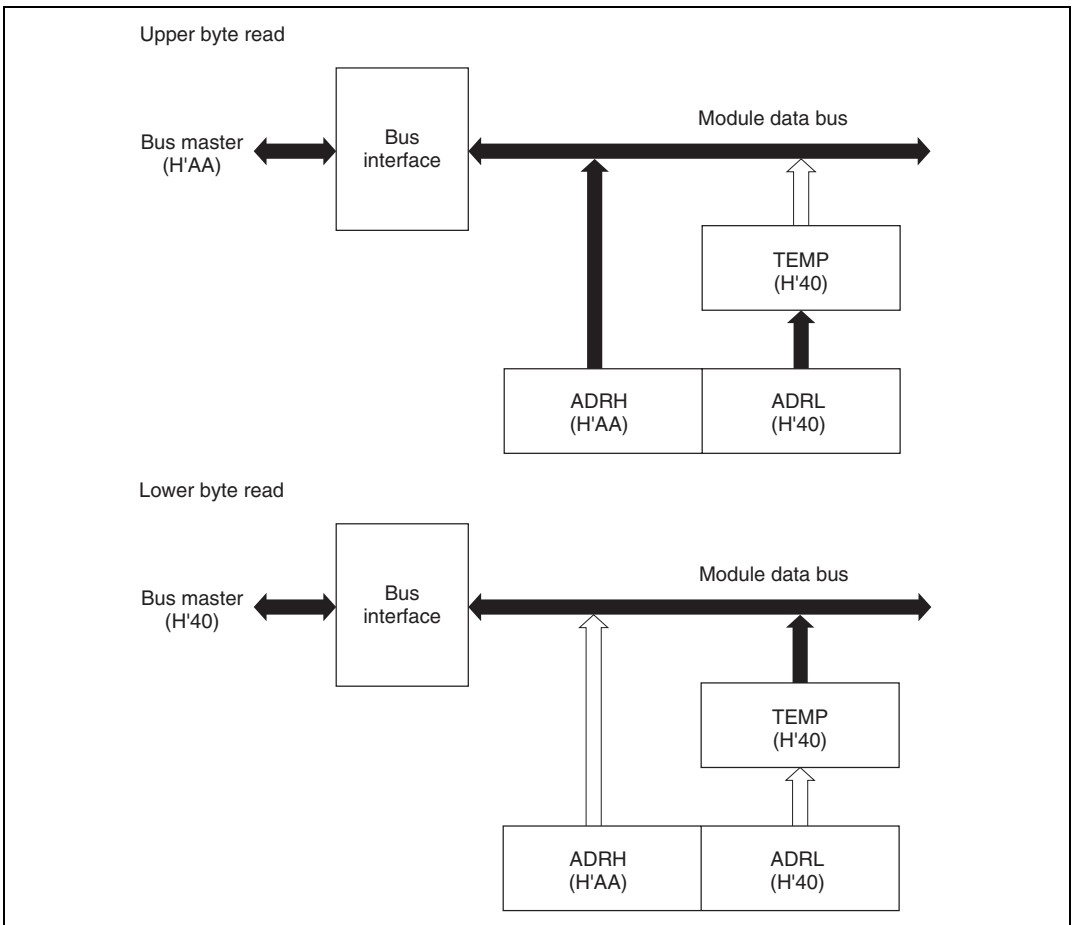 Upper byte read
Bus master
(H'AA)
Bus
interface
Module data bus
TEMP
(H'40)
ADRH
(H'AA)
ADRL
(H'40)
Lower byte read
Bus master
(H'40)
Bus
interface
Module data bus
TEMP
(H'40)
ADRH
(H'AA)
ADRL
(H'40)